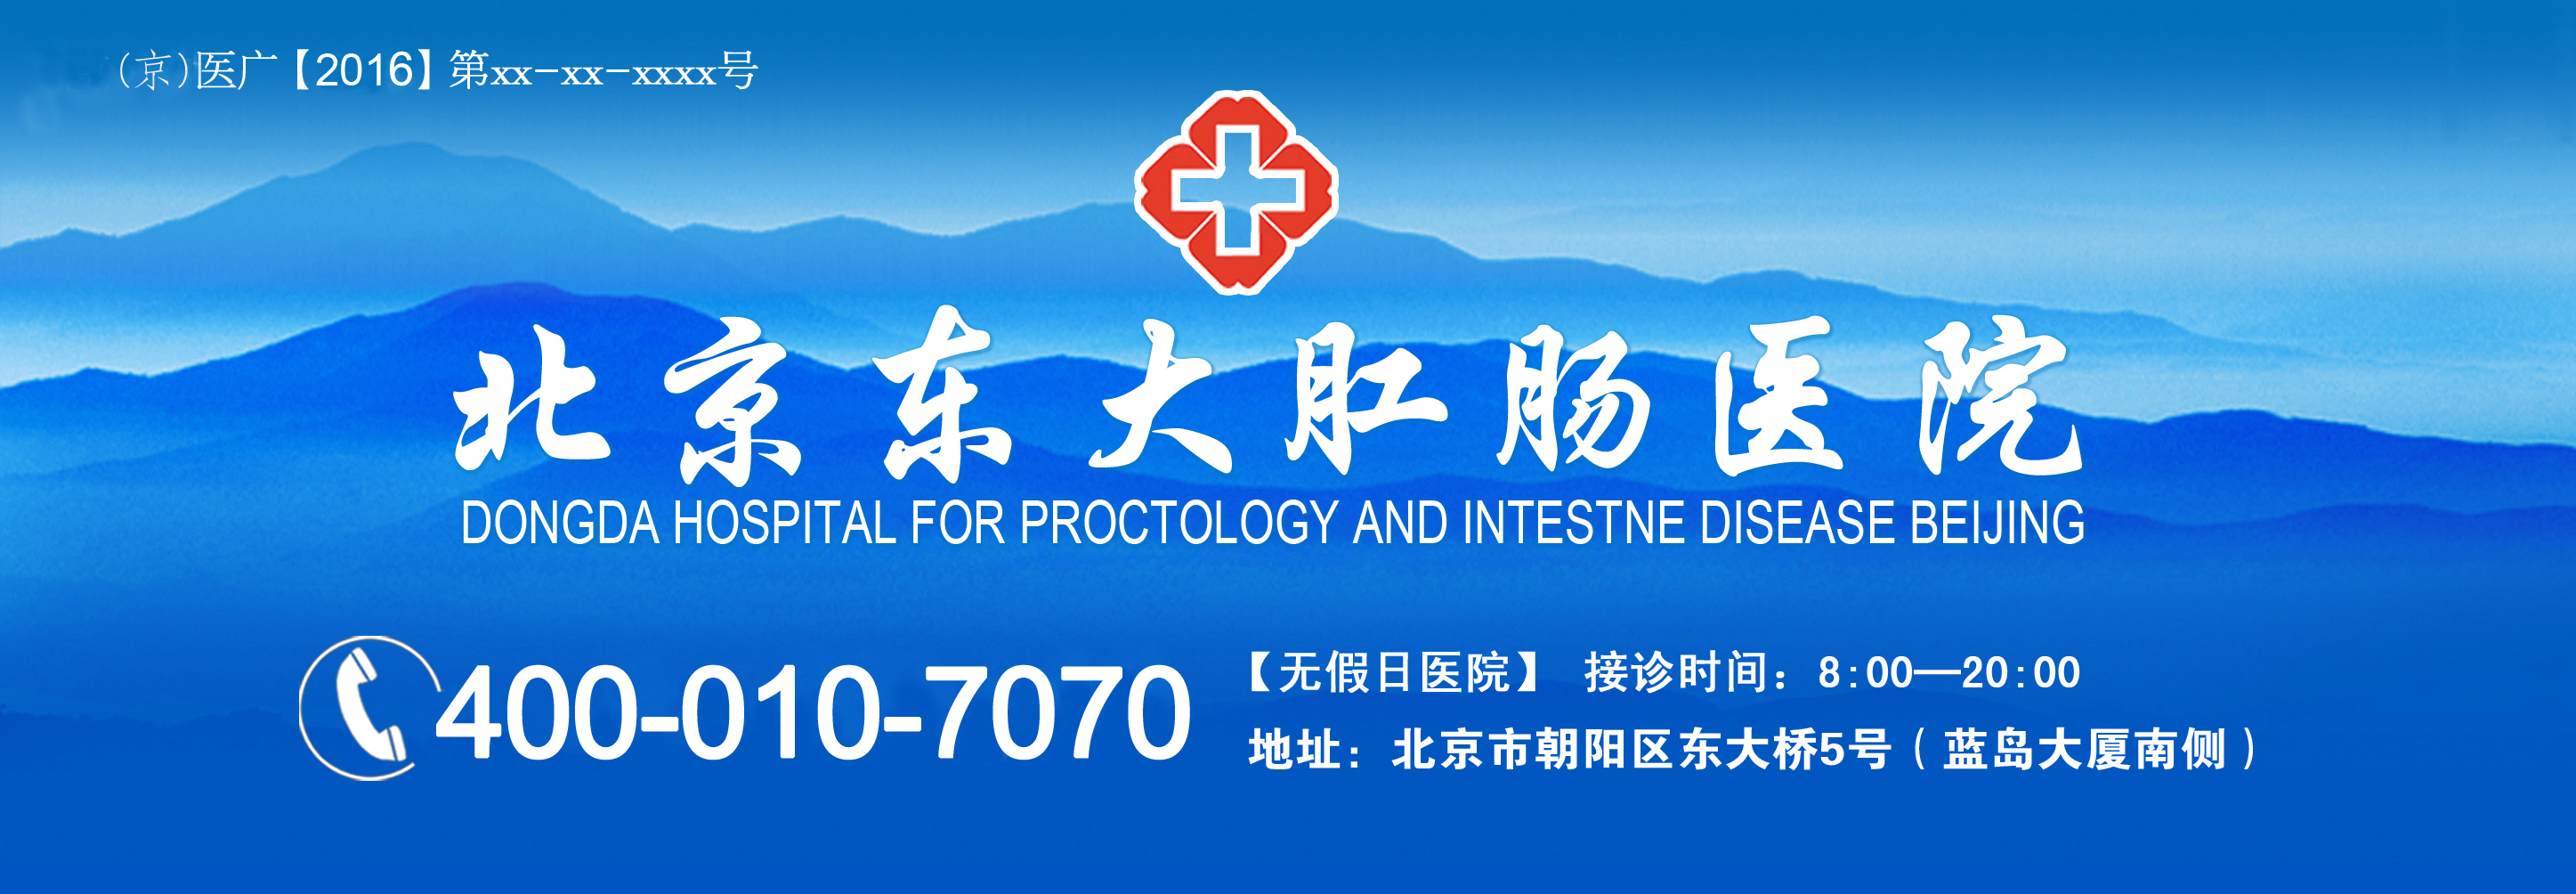 (京)医广【2016】第xx-xx-xxxx号
北京东大肛肠医院
DONGDA HOSPITAL FOR PROCTOLOGY AND INTESTNE DISEASE BEIJING
400-010-7070
【无假日医院】 接诊时间：8:00—20:00
地址：北京市朝阳区东大桥5号（蓝岛大厦南侧）